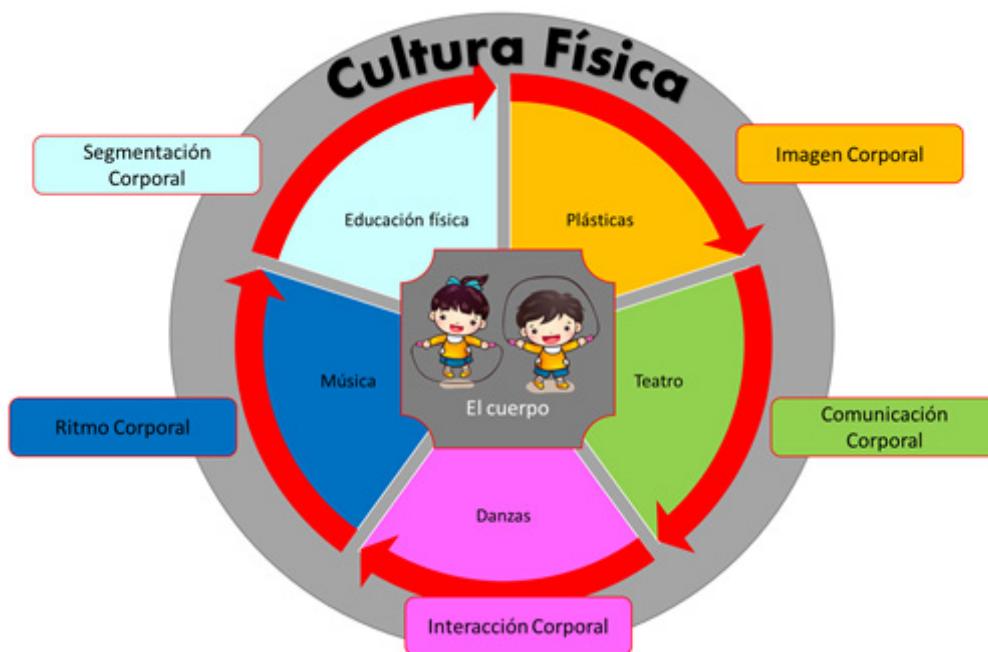 Cultura Física
Segmentación
Corporal
Imagen Corporal
Educación física
Plásticas
Música
Teatro
El cuerpo
Ritmo Corporal
Comunicación
Corporal
Danzas
Interacción Corporal